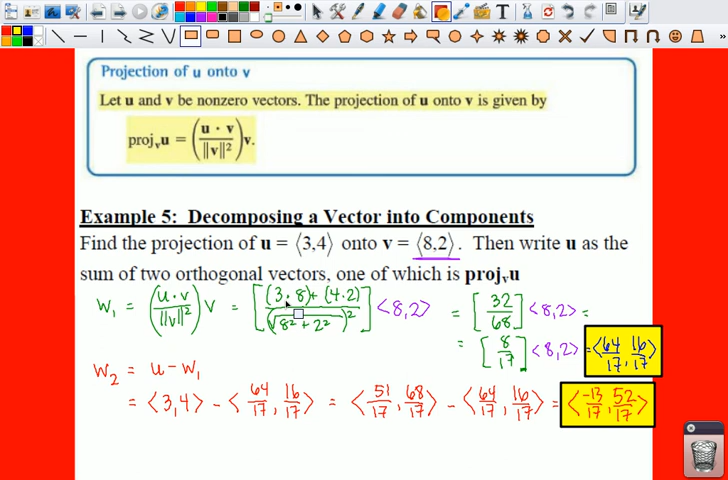 Projection of u onto v
Let u and v be nonzero vectors. The projection of u onto v is given by
proj_v u = (u · v / ||v||²) v.
Example 5: Decomposing a Vector into Components
Find the projection of u = ⟨3,4⟩ onto v = ⟨8,2⟩. Then write u as the
sum of two orthogonal vectors, one of which is proj_v u
W₁ = (u·v / ||v||²) v = [(3·8)+(4·2) / (√8²+2²)²] <8,2> = [32/68] <8,2> =
= [8/17] <8,2> = <64/17, 16/17>
W₂ = u - W₁
= <3,4> - <64/17, 16/17> = <51/17, 68/17> - <64/17, 16/17> = <-13/17, 52/17>